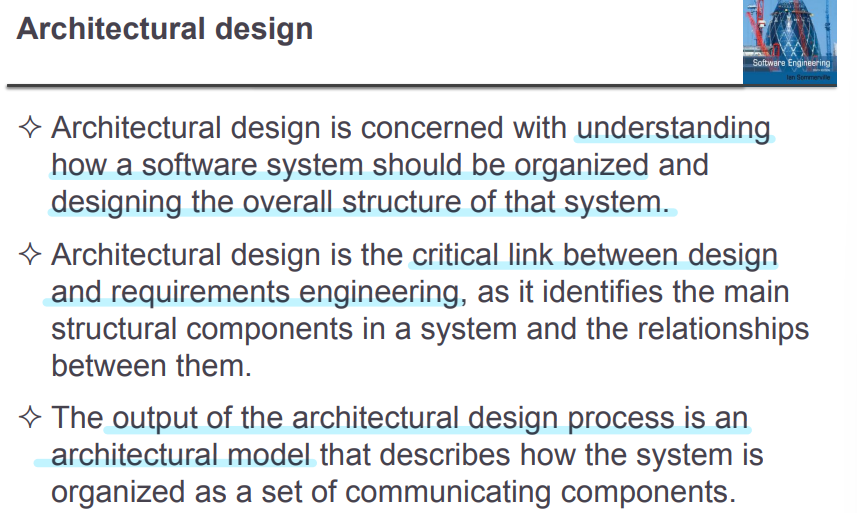 Architectural design
Software Engineering
Ian Sommerville
✧ Architectural design is concerned with understanding
how a software system should be organized and
designing the overall structure of that system.
✧ Architectural design is the critical link between design
and requirements engineering, as it identifies the main
structural components in a system and the relationships
between them.
✧ The output of the architectural design process is an
architectural model that describes how the system is
organized as a set of communicating components.